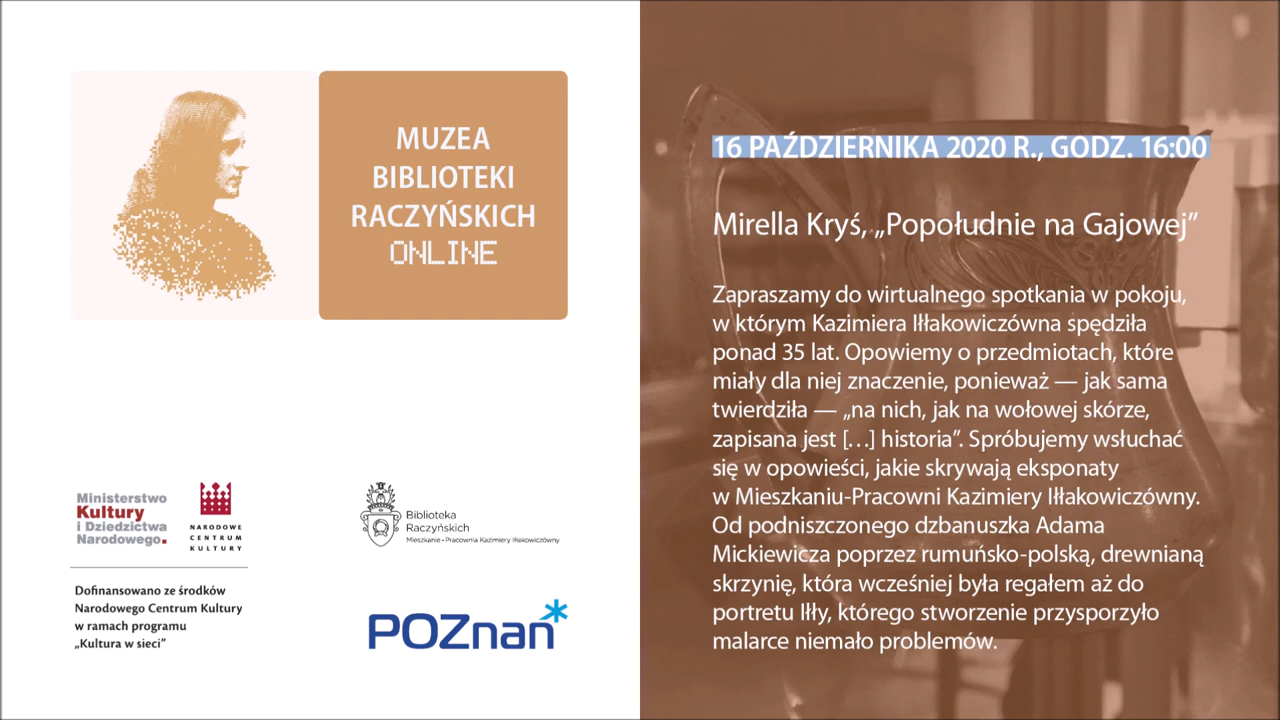 MUZEA
BIBLIOTEKI
RACZYŃSKICH
ONLINE
Ministerstwo
Kultury
i Dziedzictwa
Narodowego.
NARODOWE
CENTRUM
KULTURY
Dofinansowano ze środków
Narodowego Centrum Kultury
w ramach programu
„Kultura w sieci”
Biblioteka
Raczyńskich
Mieszkanie • Pracownia Kazimiery Iłłakowiczówny
POZnan*
16 PAŹDZIERNIKA 2020 R., GODZ. 16:00
Mirella Kryś, „Popołudnie na Gajowej”
Zapraszamy do wirtualnego spotkania w pokoju,
w którym Kazimiera Iłłakowiczówna spędziła
ponad 35 lat. Opowiemy o przedmiotach, które
miały dla niej znaczenie, ponieważ — jak sama
twierdziła — „na nich, jak na wołowej skórze,
zapisana jest […] historia”. Spróbujemy wsłuchać
się w opowieści, jakie skrywają eksponaty
w Mieszkaniu-Pracowni Kazimiery Iłłakowiczówny.
Od podniszczonego dzbanuszka Adama
Mickiewicza poprzez rumuńsko-polską, drewnianą
skrzynię, która wcześniej była regałem aż do
portretu Iłły, którego stworzenie przysporzyło
malarce niemało problemów.